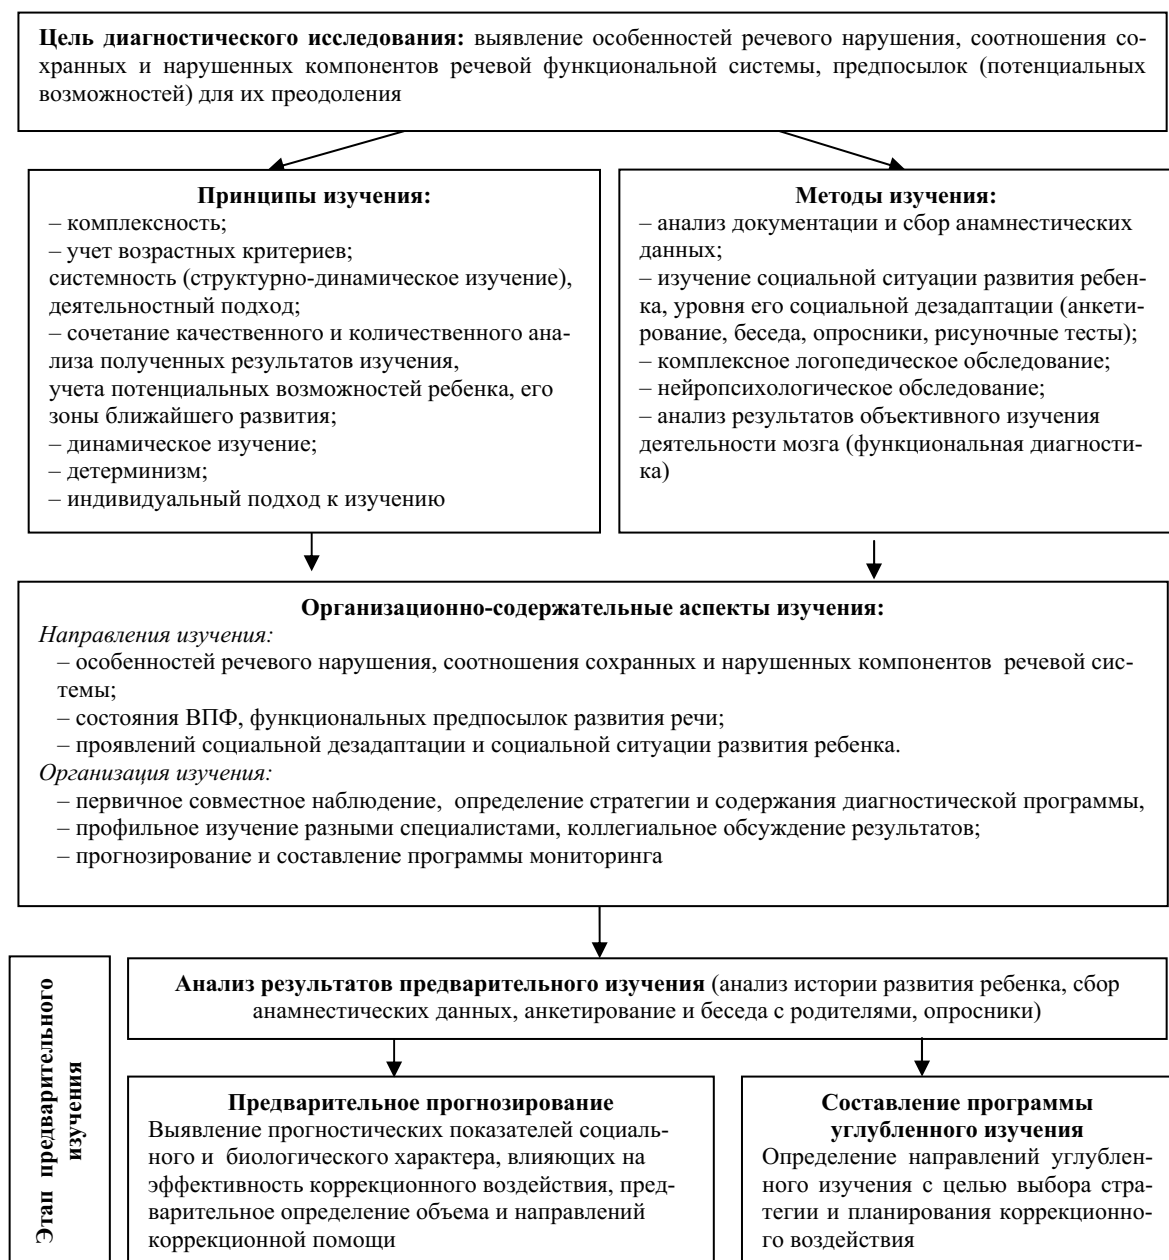 Цель диагностического исследования: выявление особенностей речевого нарушения, соотношения со-
хранных и нарушенных компонентов речевой функциональной системы, предпосылок (потенциальных
возможностей) для их преодоления
Принципы изучения:
– комплексность;
– учет возрастных критериев;
системность (структурно-динамическое изучение),
деятельностный подход;
– сочетание качественного и количественного ана-
лиза полученных результатов изучения,
учета потенциальных возможностей ребенка, его
зоны ближайшего развития;
– динамическое изучение;
– детерминизм;
– индивидуальный подход к изучению
Методы изучения:
– анализ документации и сбор анамнестических
данных;
– изучение социальной ситуации развития ребен-
ка, уровня его социальной дезадаптации (анкети-
рование, беседа, опросники, рисуночные тесты);
– комплексное логопедическое обследование;
– нейропсихологическое обследование;
– анализ результатов объективного изучения
деятельности мозга (функциональная диагности-
ка)
Организационно-содержательные аспекты изучения:
Направления изучения:
– особенностей речевого нарушения, соотношения сохранных и нарушенных компонентов речевой сис-
темы;
– состояния ВПФ, функциональных предпосылок развития речи;
– проявлений социальной дезадаптации и социальной ситуации развития ребенка.
Организация изучения:
– первичное совместное наблюдение, определение стратегии и содержания диагностической программы,
– профильное изучение разными специалистами, коллегиальное обсуждение результатов;
– прогнозирование и составление программы мониторинга
Этап предварительного
изучения
Анализ результатов предварительного изучения (анализ истории развития ребенка, сбор
анамнестических данных, анкетирование и беседа с родителями, опросники)
Предварительное прогнозирование
Выявление прогностических показателей социаль-
ного и биологического характера, влияющих на
эффективность коррекционного воздействия, пред-
варительное определение объема и направлений
коррекционной помощи
Составление программы
углубленного изучения
Определение направлений углублен-
ного изучения с целью выбора стра-
тегии и планирования коррекционно-
го воздействия